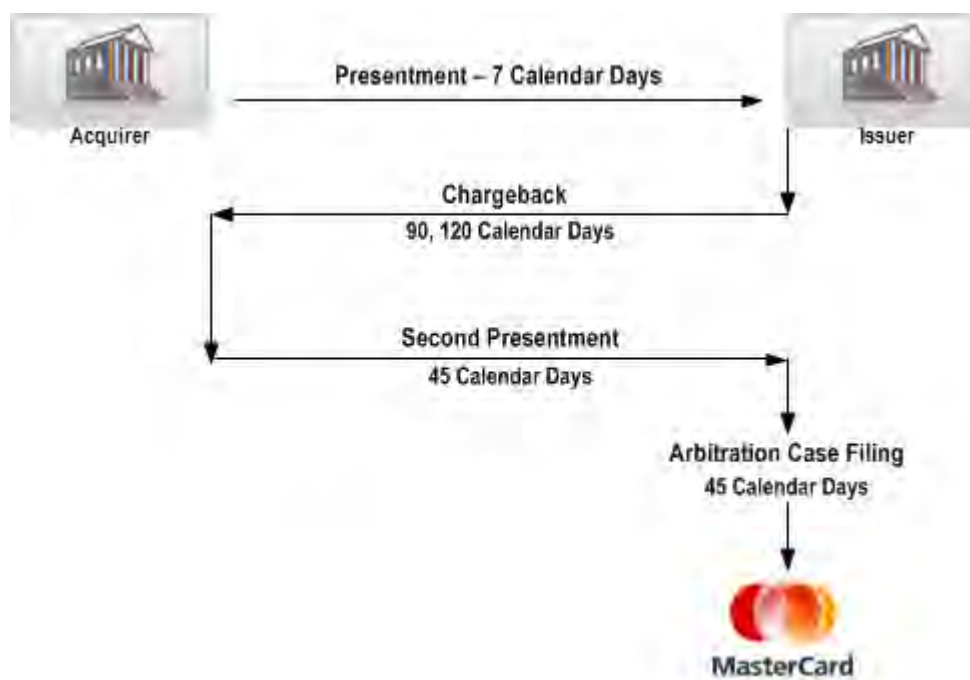 Presentment – 7 Calendar Days
Acquirer
Issuer
Chargeback
90, 120 Calendar Days
Second Presentment
45 Calendar Days
Arbitration Case Filing
45 Calendar Days
MasterCard